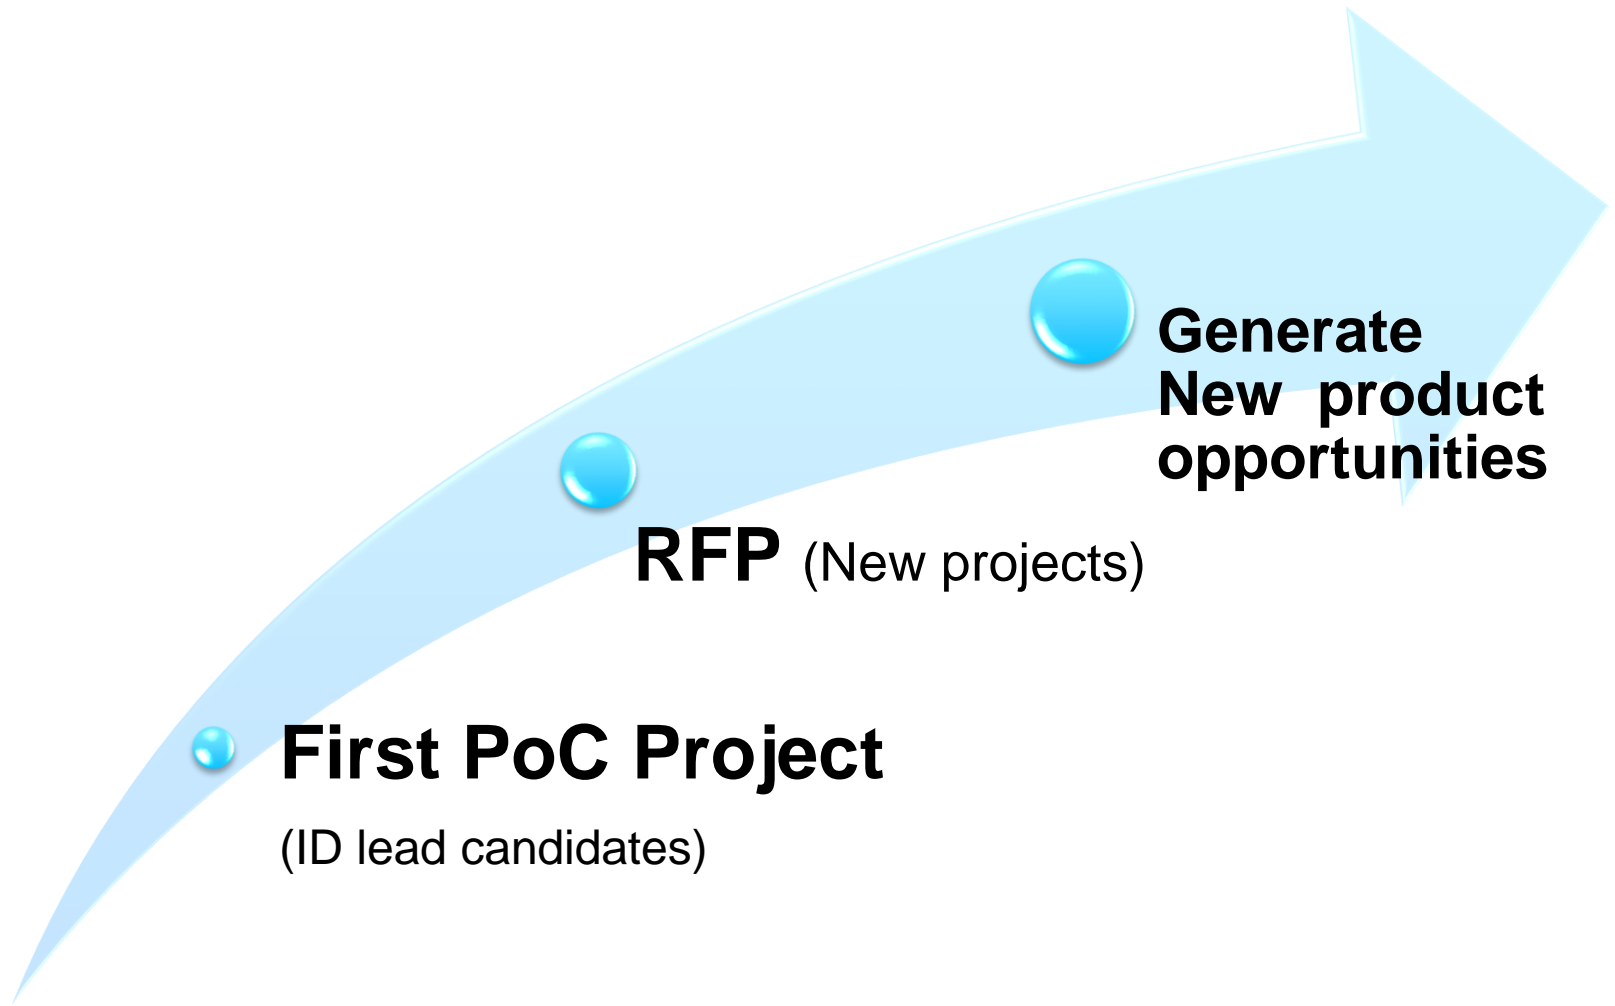 Generate
New product
opportunities
RFP (New projects)
First PoC Project
(ID lead candidates)